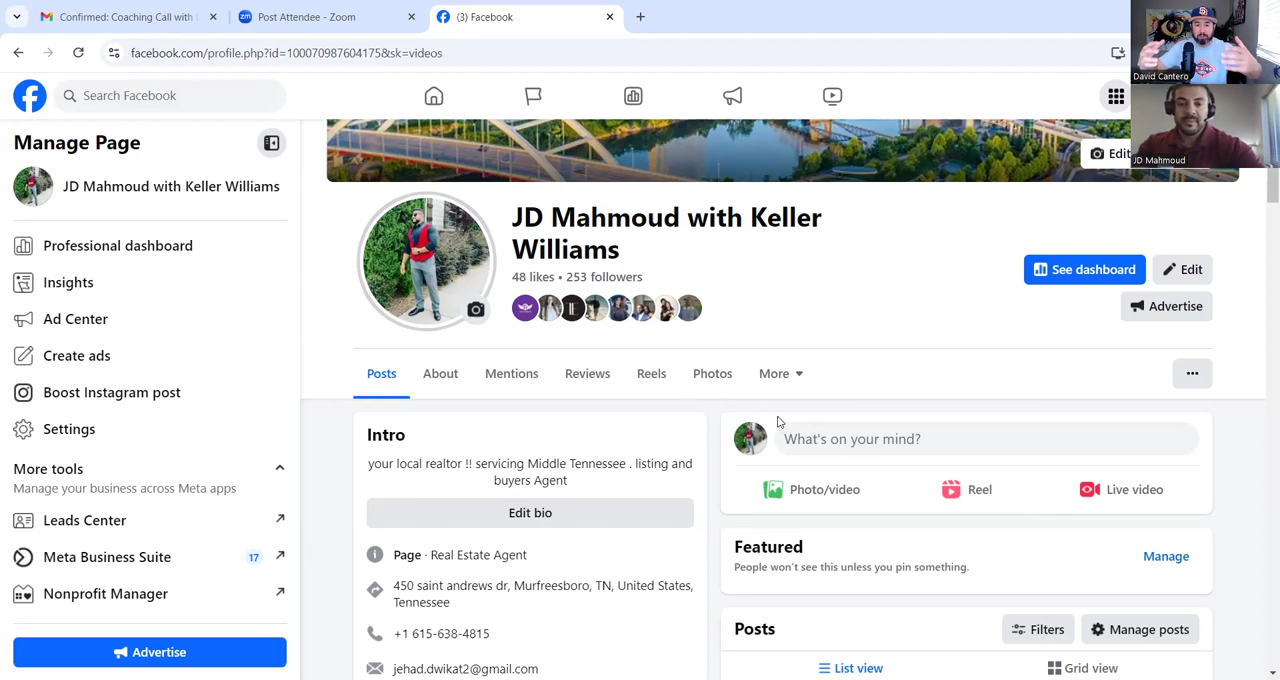 Confirmed: Coaching Call with
Post Attendee - Zoom
(3) Facebook
facebook.com/profile.php?id=100070987604175&sk=videos
Search Facebook
David Cantero
JD Mahmoud
Manage Page
JD Mahmoud with Keller Williams
Professional dashboard
Insights
Ad Center
Create ads
Boost Instagram post
Settings
More tools
Manage your business across Meta apps
Leads Center
Meta Business Suite 17
Nonprofit Manager
Advertise
Edit
JD Mahmoud with Keller
Williams
48 likes • 253 followers
See dashboard
Edit
Advertise
Posts About Mentions Reviews Reels Photos More
Intro
your local realtor !! servicing Middle Tennessee . listing and
buyers Agent
Edit bio
Page · Real Estate Agent
450 saint andrews dr, Murfreesboro, TN, United States,
Tennessee
+1 615-638-4815
jehad.dwikat2@gmail.com
What's on your mind?
Photo/video Reel Live video
Featured
Manage
People won't see this unless you pin something.
Posts
Filters Manage posts
List view Grid view